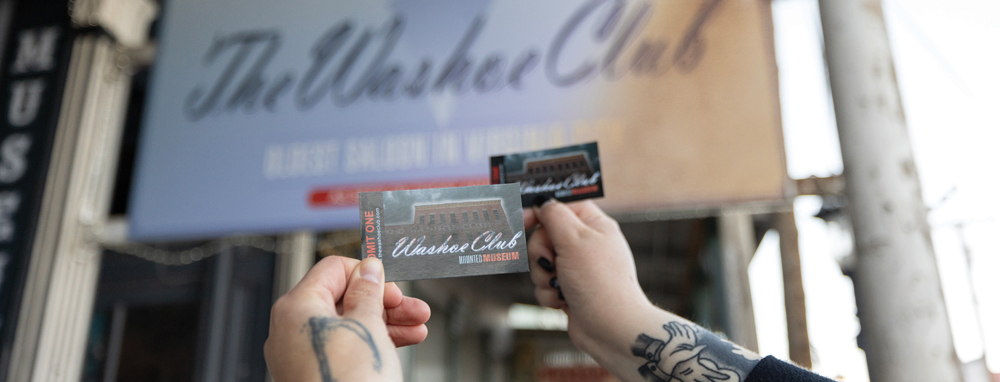 MUSE
The Washoe Club
OLDEST SALOON IN VIRGINIA CITY
ADMIT ONE
Washoe Club
HAUNTED MUSEUM
Washoe Club